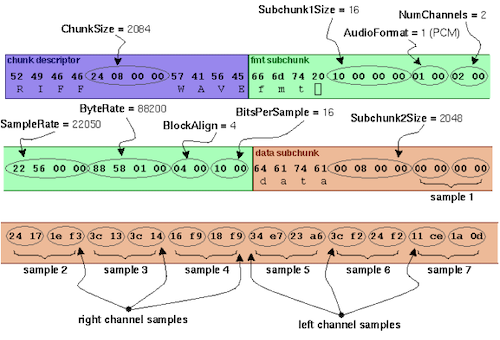 Subchunk1Size = 16
NumChannels = 2
ChunkSize = 2084
AudioFormat = 1 (PCM)
chunk descriptor
fmt subchunk
52 49 46 46 24 08 00 00 57 41 56 45 66 6d 74 20 10 00 00 00 01 00 02 00
R I F F W A V E f m t
ByteRate = 88200
BitsPerSample = 16
SampleRate = 22050
BlockAlign = 4
Subchunk2Size = 2048
data subchunk
22 56 00 00 88 58 01 00 04 00 10 00 64 61 74 61 00 08 00 00 00 00 00 00
d a t a
sample 1
24 17 1e f3 3c 13 3c 14 16 f9 18 f9 34 e7 23 a6 3c f2 24 f2 11 ce 1a 0d
sample 2 sample 3 sample 4 sample 5 sample 6 sample 7
right channel samples
left channel samples